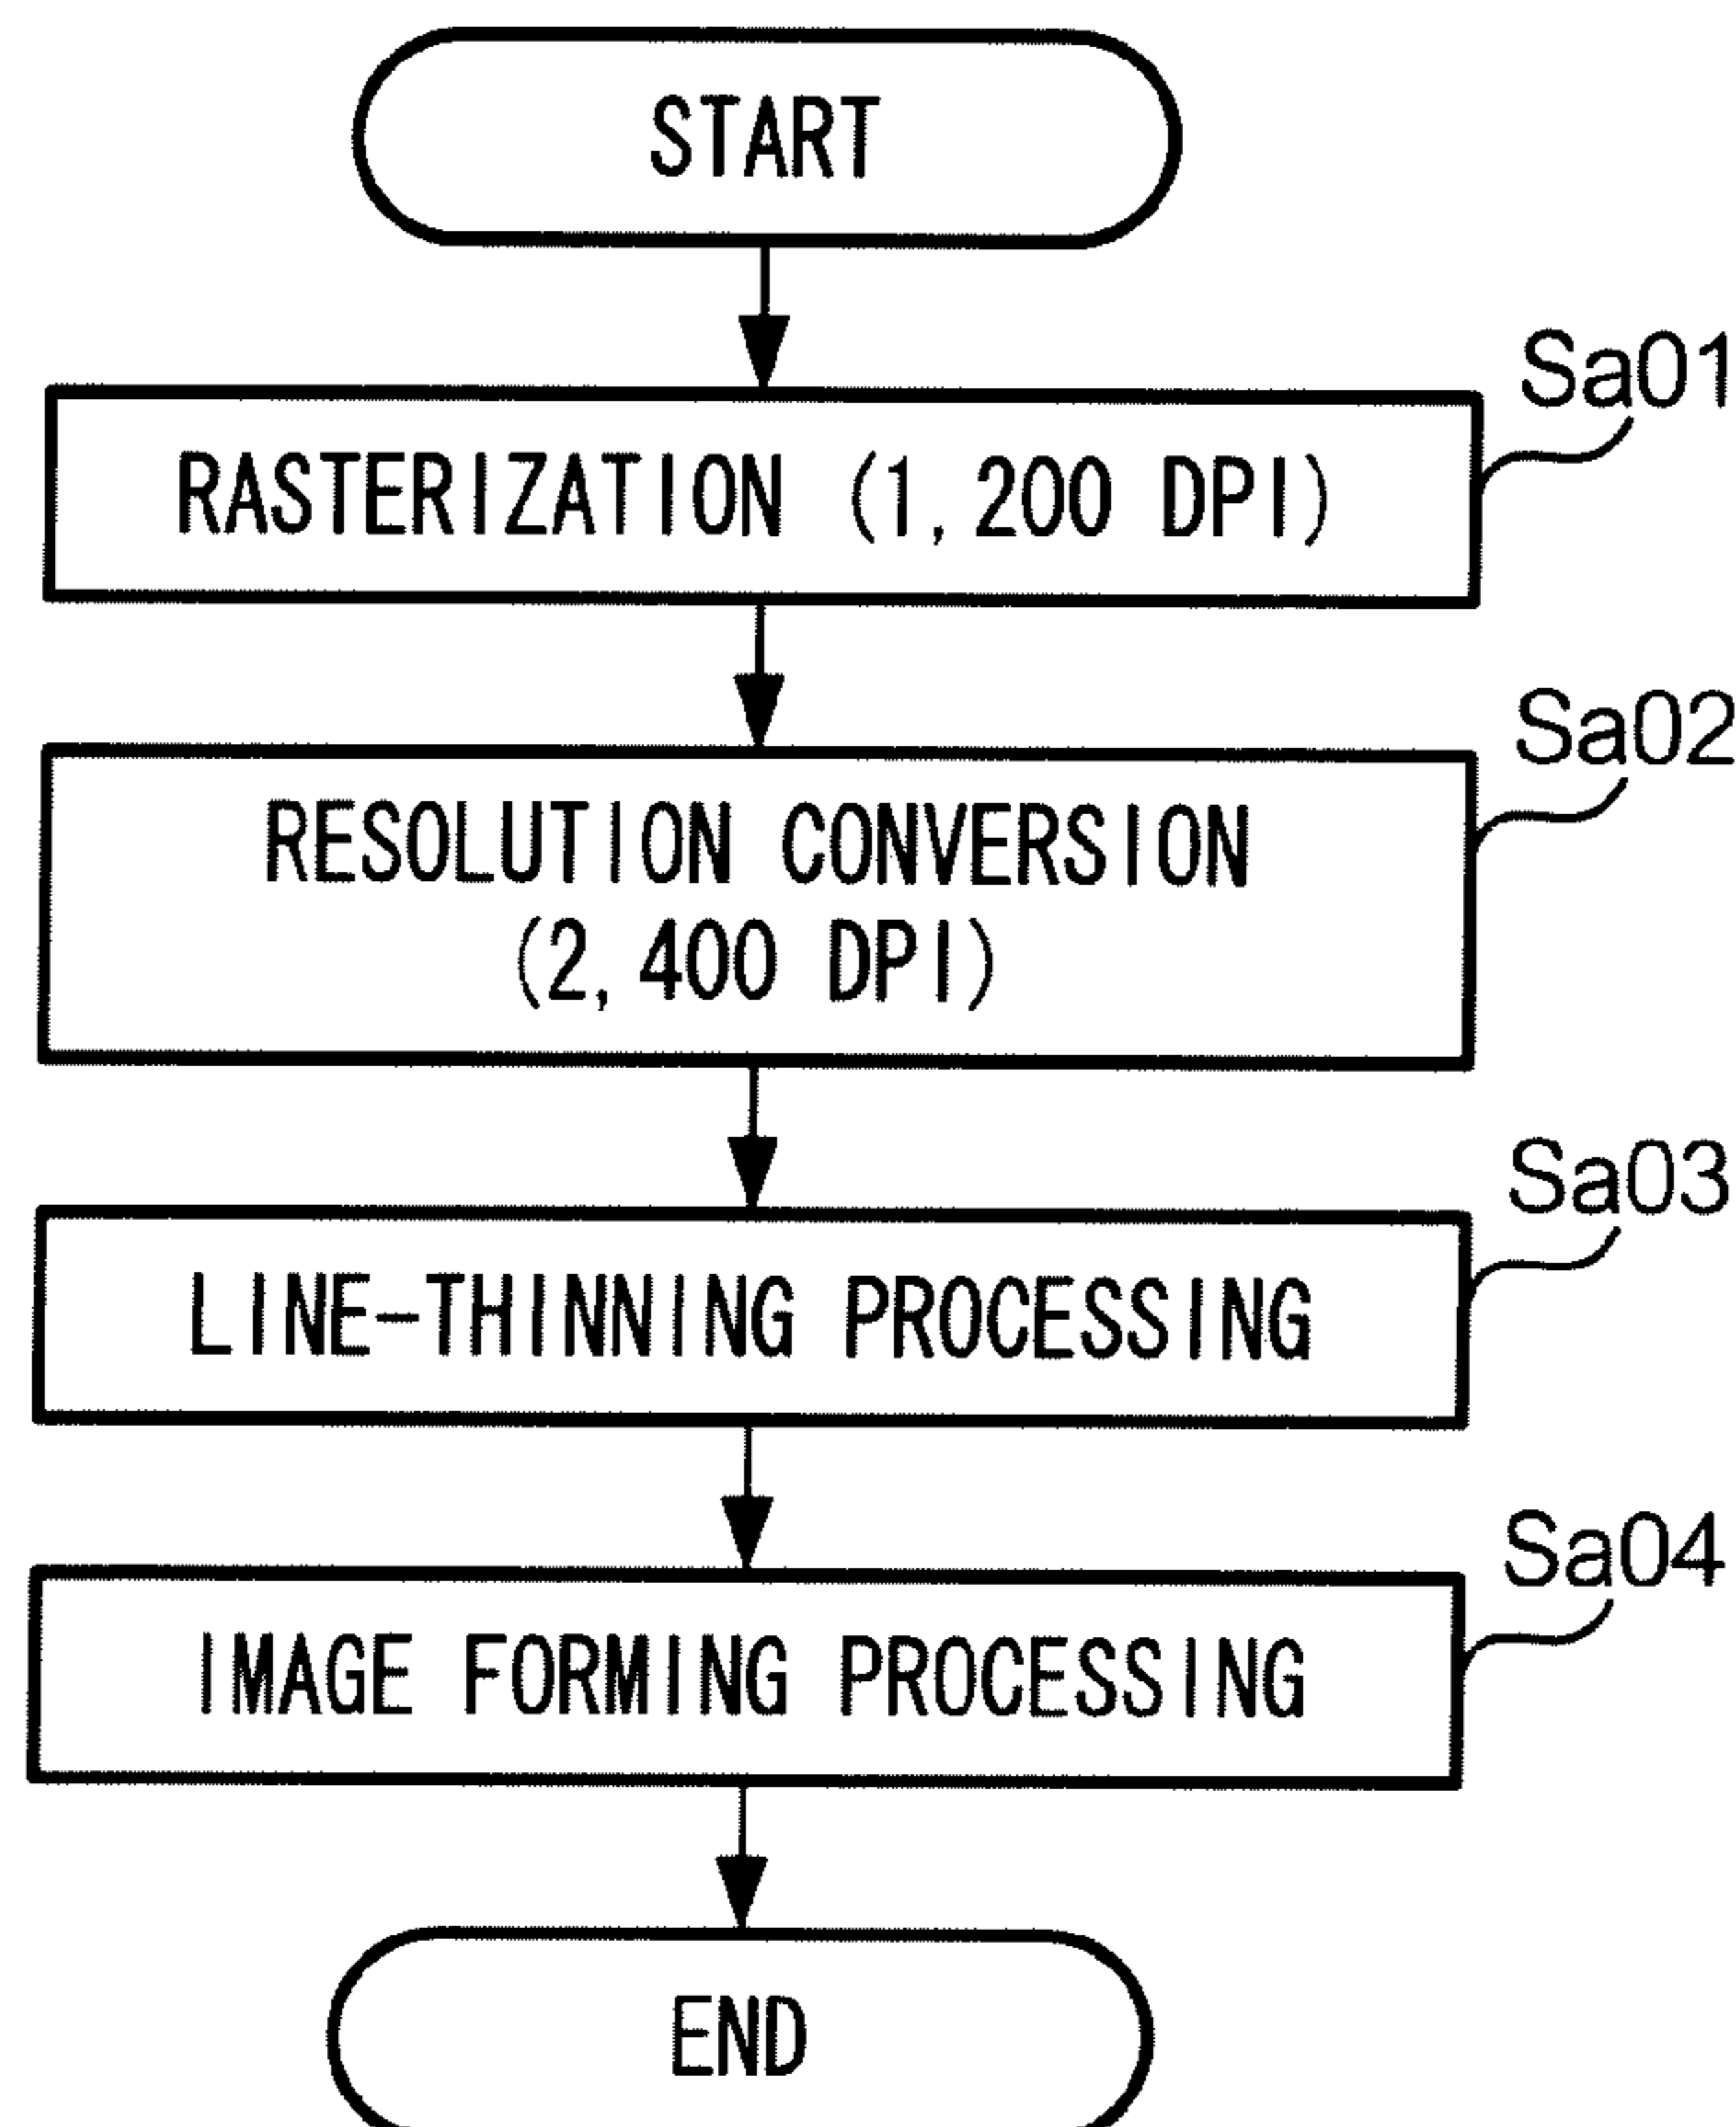 START
Sa01
RASTERIZATION (1,200 DPI)
Sa02
RESOLUTION CONVERSION
(2,400 DPI)
Sa03
LINE-THINNING PROCESSING
Sa04
IMAGE FORMING PROCESSING
END